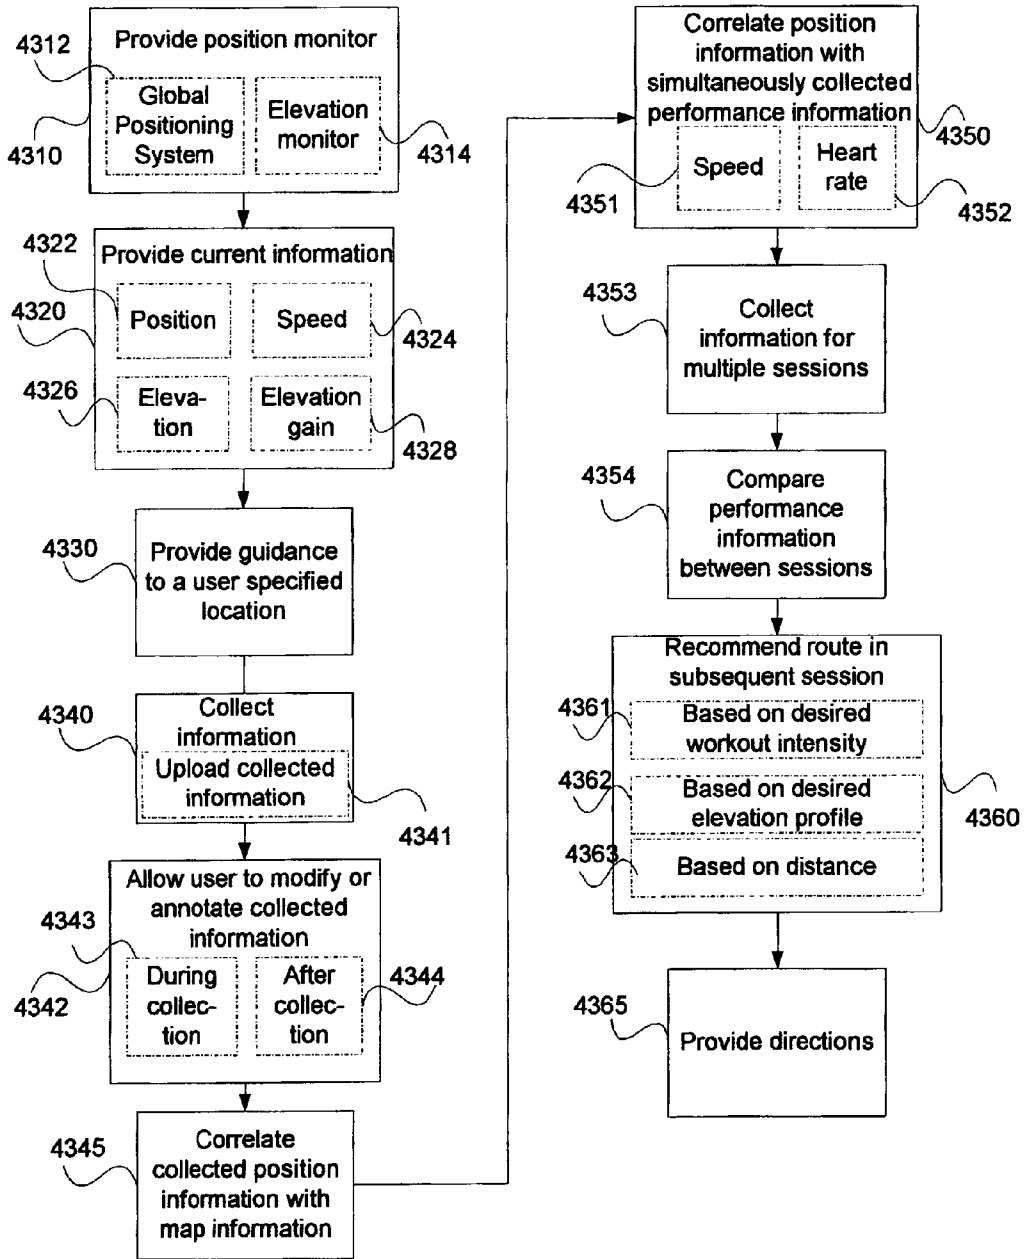 Provide position monitor
4312
Global
Positioning
System
Elevation
monitor
4310
4314
4322
Provide current information
4320
Position
Speed
4324
4326
Eleva-
tion
Elevation
gain
4328
4330
Provide guidance
to a user specified
location
4340
Collect
information
Upload collected
information
4341
Allow user to modify or
annotate collected
information
4343
4342
During
collec-
tion
After
collec-
tion
4344
4345
Correlate
collected position
information with
map information
Correlate position
information with
simultaneously collected
performance information
4350
Speed
Heart
rate
4351
4352
4353
Collect
information for
multiple sessions
4354
Compare
performance
information
between sessions
Recommend route in
subsequent session
4361
Based on desired
workout intensity
4362
Based on desired
elevation profile
4360
4363
Based on distance
4365
Provide directions